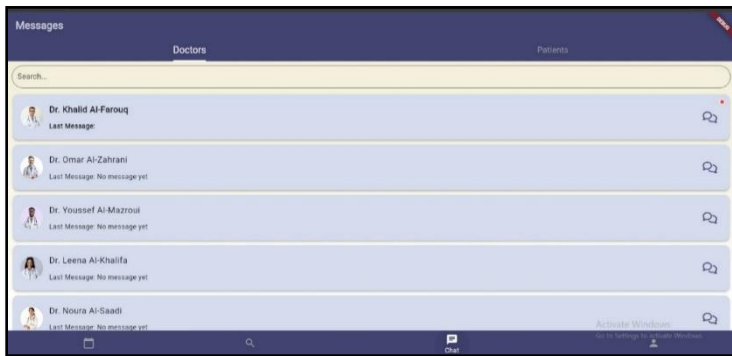 Messages
DEBUG
Doctors
Patients
Search...
Dr. Khalid Al-Farouq
Last Message:
Dr. Omar Al-Zahrani
Last Message: No message yet
Dr. Youssef Al-Mazroui
Last Message: No message yet
Dr. Leena Al-Khalifa
Last Message: No message yet
Dr. Noura Al-Saadi
Last Message: No message yet
Activate Windows
Go to Settings to activate Windows.
Chat